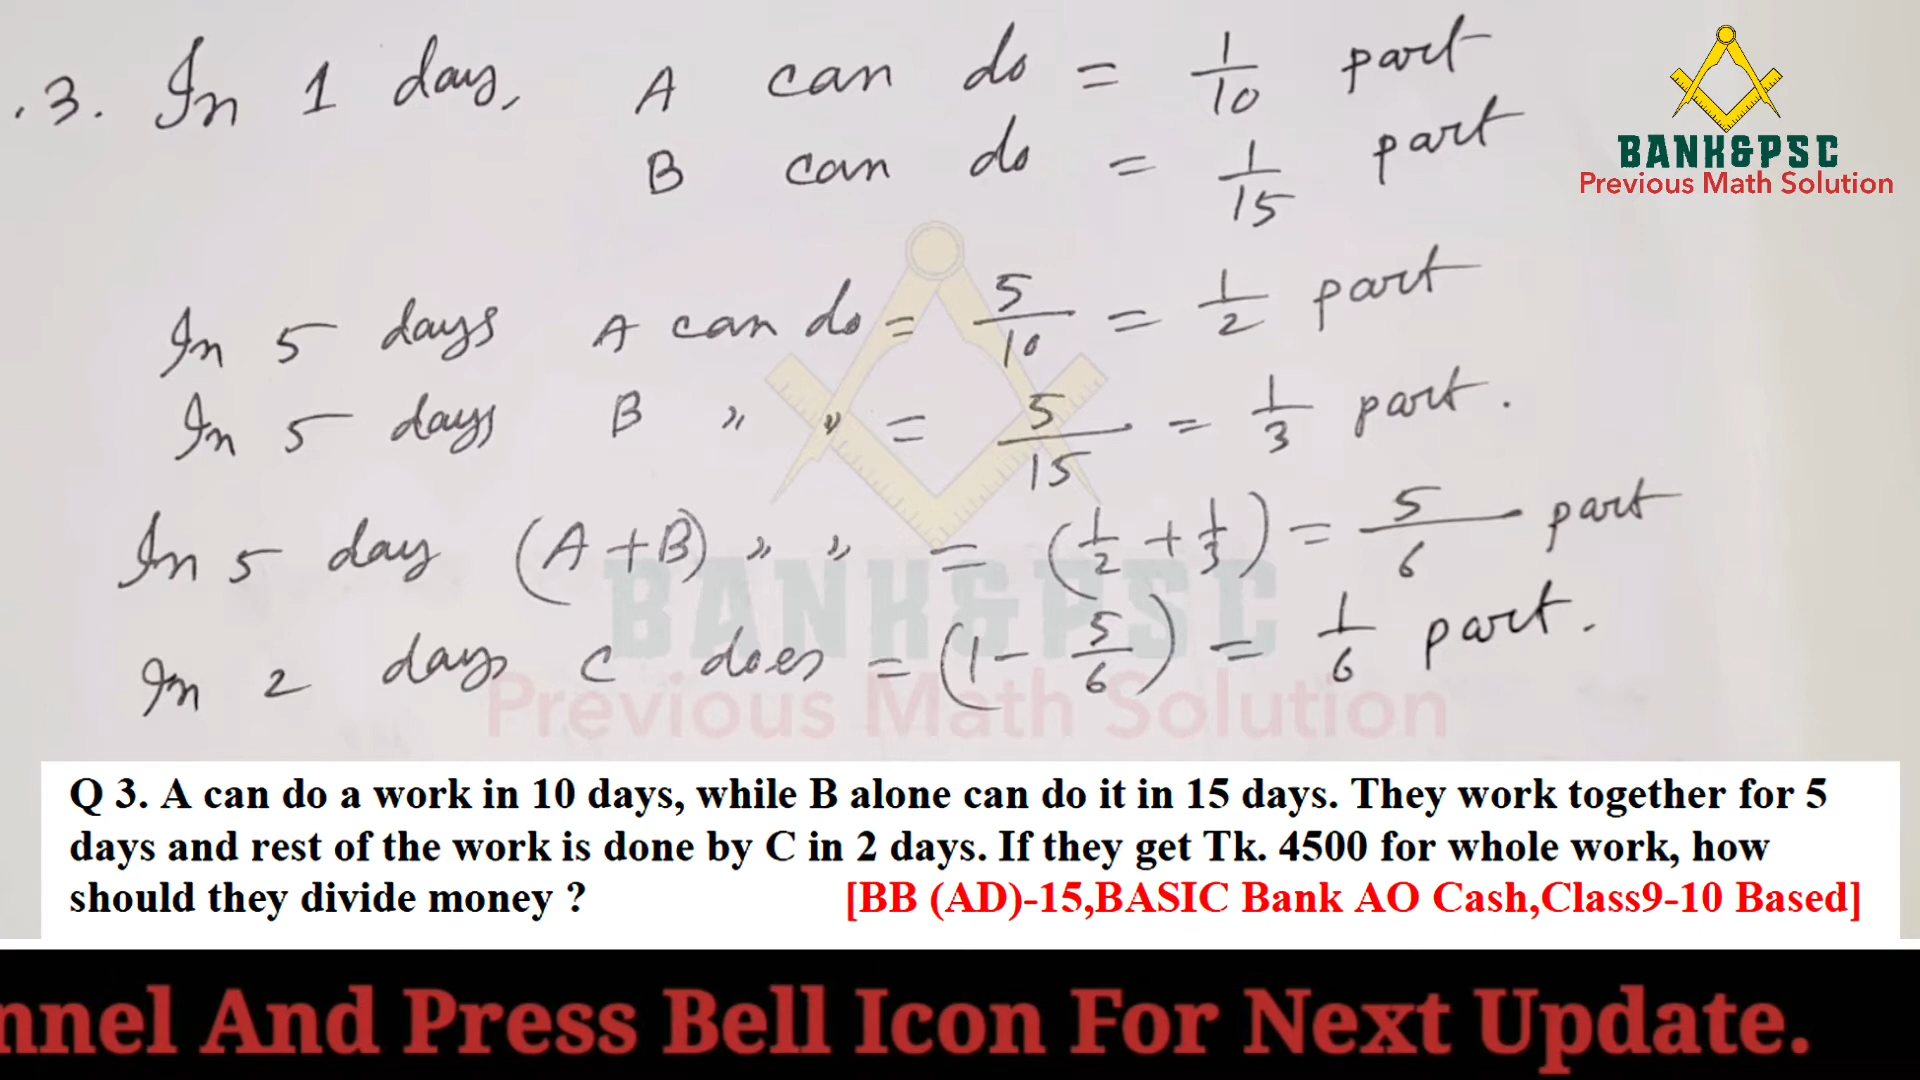 .3. In 1 day, A can do = 1/10 part
B can do = 1/15 part
In 5 days A can do = 5/10 = 1/2 part
In 5 days B " " = 5/15 = 1/3 part.
In 5 day (A+B) " " = (1/2 + 1/3) = 5/6 part
In 2 days C does = (1 - 5/6) = 1/6 part.
BANK&PSC
Previous Math Solution
BANK&PSC
Previous Math Solution
Q 3. A can do a work in 10 days, while B alone can do it in 15 days. They work together for 5
days and rest of the work is done by C in 2 days. If they get Tk. 4500 for whole work, how
should they divide money ? [BB (AD)-15,BASIC Bank AO Cash,Class9-10 Based]
nnel And Press Bell Icon For Next Update.